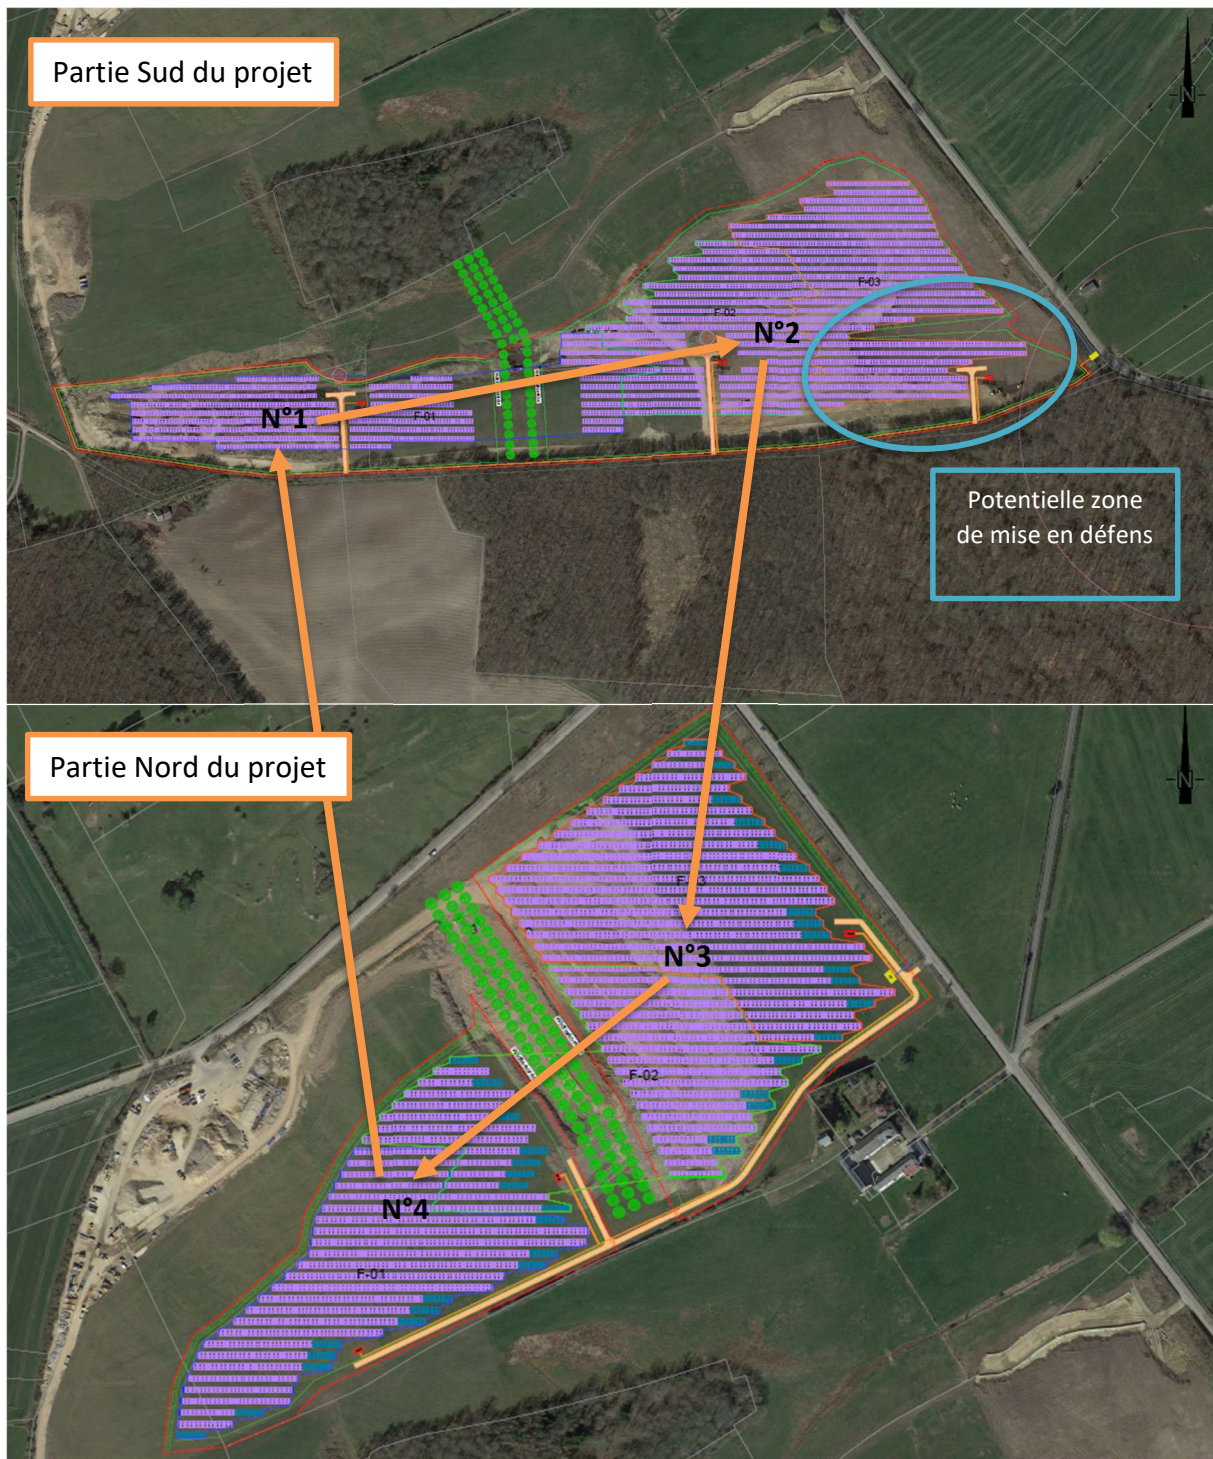 Partie Sud du projet
N
F-03
F-02
N°2
N°1
F-01
Potentielle zone
de mise en défens
Partie Nord du projet
N
N°3
F-02
N°4
F-01